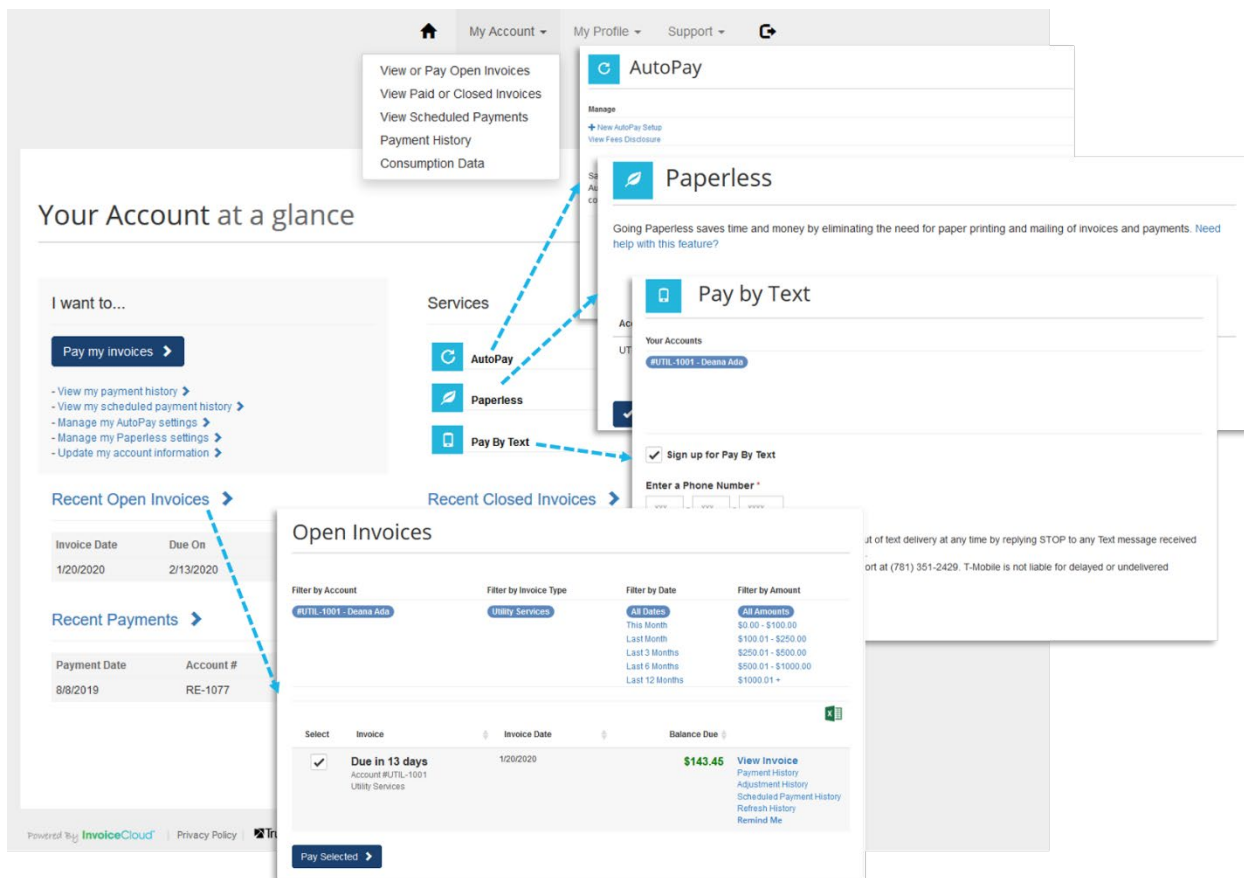 My Account
My Profile
Support
View or Pay Open Invoices
View Paid or Closed Invoices
View Scheduled Payments
Payment History
Consumption Data
AutoPay
Manage
New AutoPay Setup
View Fees Disclosure
Paperless
Going Paperless saves time and money by eliminating the need for paper printing and mailing of invoices and payments. Need
help with this feature?
Pay by Text
Your Accounts
#UTIL-1001 - Deana Ada
Sign up for Pay By Text
Enter a Phone Number *
of text delivery at any time by replying STOP to any Text message received
at (781) 351-2429. T-Mobile is not liable for delayed or undelivered
Your Account at a glance
I want to...
Pay my invoices
- View my payment history
- View my scheduled payment history
- Manage my AutoPay settings
- Manage my Paperless settings
- Update my account information
Services
AutoPay
Paperless
Pay By Text
Recent Open Invoices
Invoice Date Due On
1/20/2020 2/13/2020
Recent Closed Invoices
Recent Payments
Payment Date Account #
8/8/2019 RE-1077
Open Invoices
Filter by Account Filter by Invoice Type Filter by Date Filter by Amount
#UTIL-1001 - Deana Ada Utility Services All Dates All Amounts
This Month $0.00 - $100.00
Last Month $100.01 - $250.00
Last 3 Months $250.01 - $500.00
Last 6 Months $500.01 - $1000.00
Last 12 Months $1000.01 +
Select Invoice Invoice Date Balance Due
Due in 13 days 1/20/2020 $143.45 View Invoice
Account #UTIL-1001 Payment History
Utility Services Adjustment History
Scheduled Payment History
Refresh History
Remind Me
Pay Selected
Powered By InvoiceCloud | Privacy Policy |